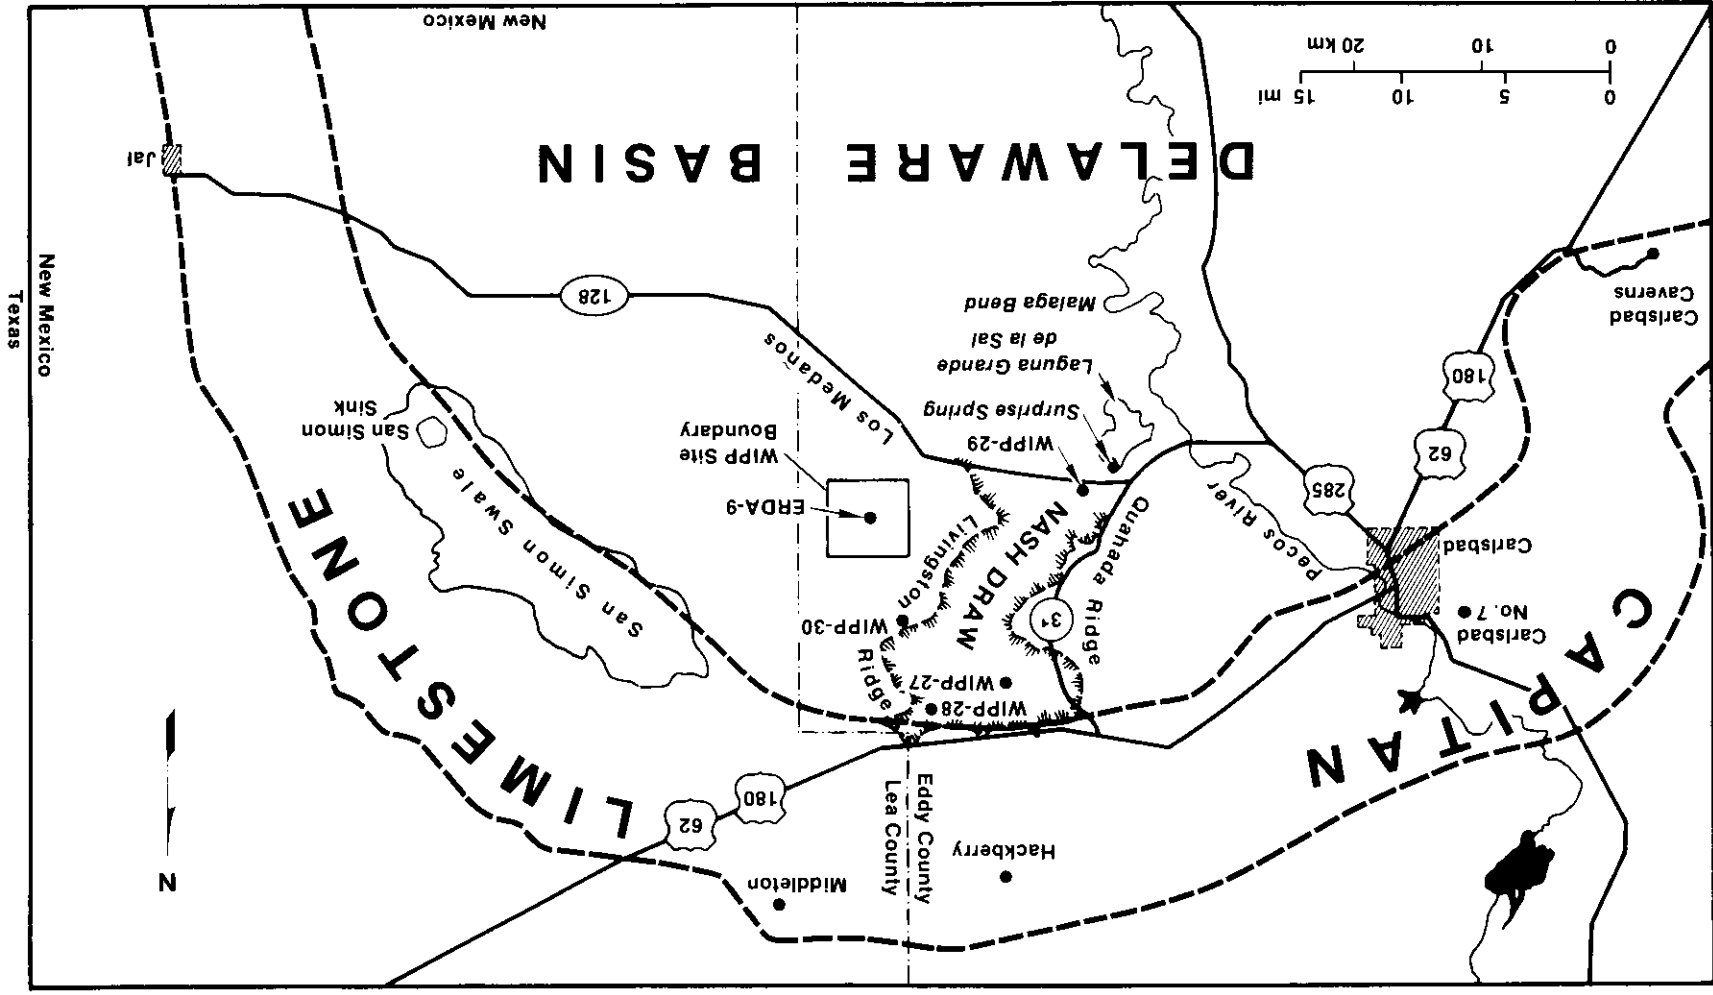 N
Middleton
Hackberry
Lea County
Eddy County
62
180
CAPITAN
LIMESTONE
WIPP-28
WIPP-27
WIPP-30
Carlsbad
No. 7
Carlsbad
31
Quahada Ridge
NASH DRAW
Livingston
Ridge
San Simon Swale
San Simon
Sink
Pecos River
285
62
180
ERDA-9
WIPP Site
Boundary
WIPP-29
Surprise Spring
Laguna Grande
de la Sal
Malaga Bend
Los Medaños
128
Carlsbad
Caverns
New Mexico
Texas
Jal
DELAWARE BASIN
0 5 10 15 mi
0 10 20 km
New Mexico